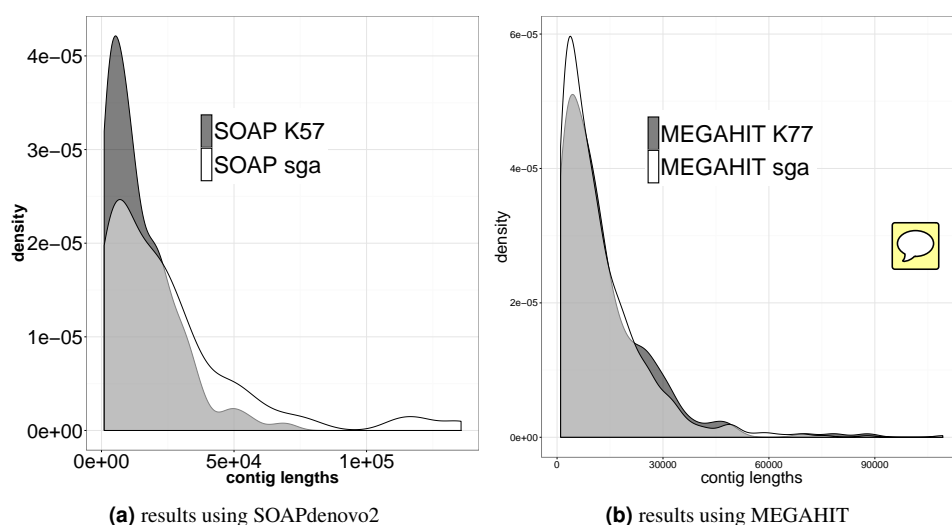 4e−05
3e−05
2e−05
1e−05
0e+00
density
SOAP K57
SOAP sga
0e+00 5e+04 1e+05
contig lengths
(a) results using SOAPdenovo2
6e−05
4e−05
2e−05
0e+00
density
MEGAHIT K77
MEGAHIT sga
0 30000 60000 90000
contig lengths
(b) results using MEGAHIT